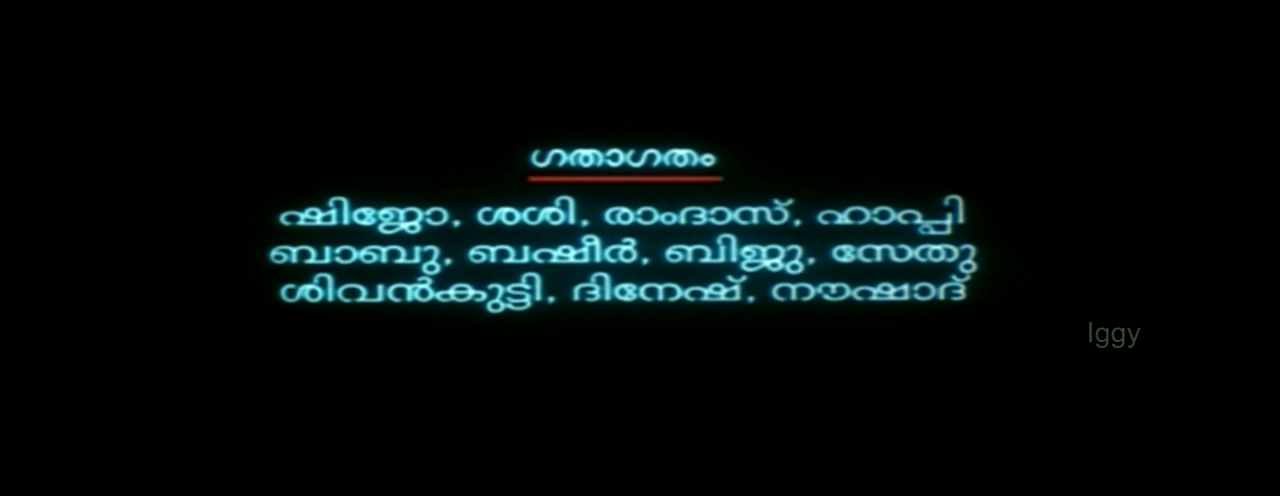 ഗതാഗതം
ഷിജ്ജോ, ശശി, രാംദാസ്, ഹാപ്പി
ബാബു, ബഷീർ, ബിജു, സേതു
ശിവൻകുട്ടി, ദിനേഷ്, നൗഷാദ്
Iggy